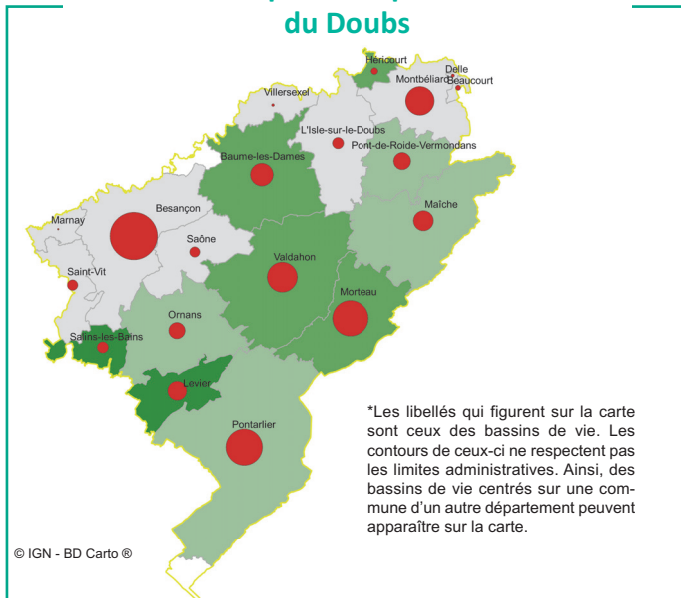 du Doubs
Héricourt
Delle
Montbéliard
Beaucourt
Villersexel
L'Isle-sur-le-Doubs
Pont-de-Roide-Vermondans
Baume-les-Dames
Maîche
Besançon
Marnay
Saône
Valdahon
Saint-Vit
Morteau
Ornans
Salins-les-Bains
Levier
Pontarlier
*Les libellés qui figurent sur la carte
sont ceux des bassins de vie. Les
contours de ceux-ci ne respectent pas
les limites administratives. Ainsi, des
bassins de vie centrés sur une com-
mune d'un autre département peuvent
apparaître sur la carte.
© IGN - BD Carto ®